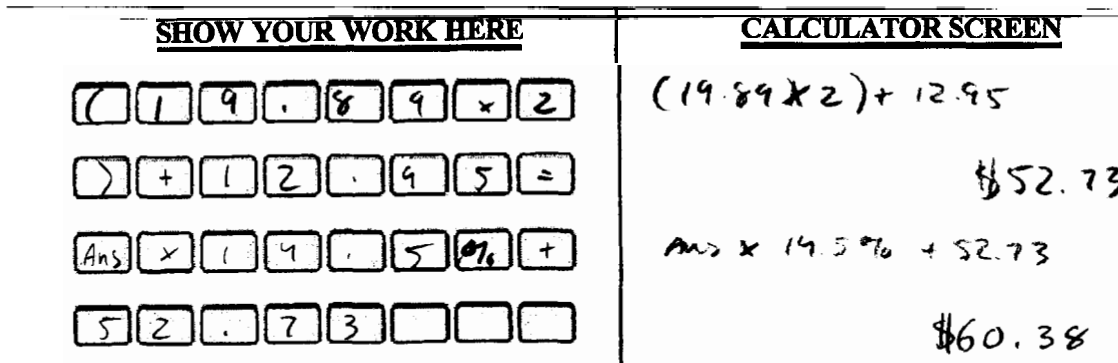 SHOW YOUR WORK HERE
CALCULATOR SCREEN
( 1 9 . 8 9 × 2
(19.89 × 2) + 12.95
) + 1 2 . 9 5 =
$52.73
Ans × 1 4 . 5 % +
Ans × 14.5% + 52.73
5 2 . 7 3
$60.38